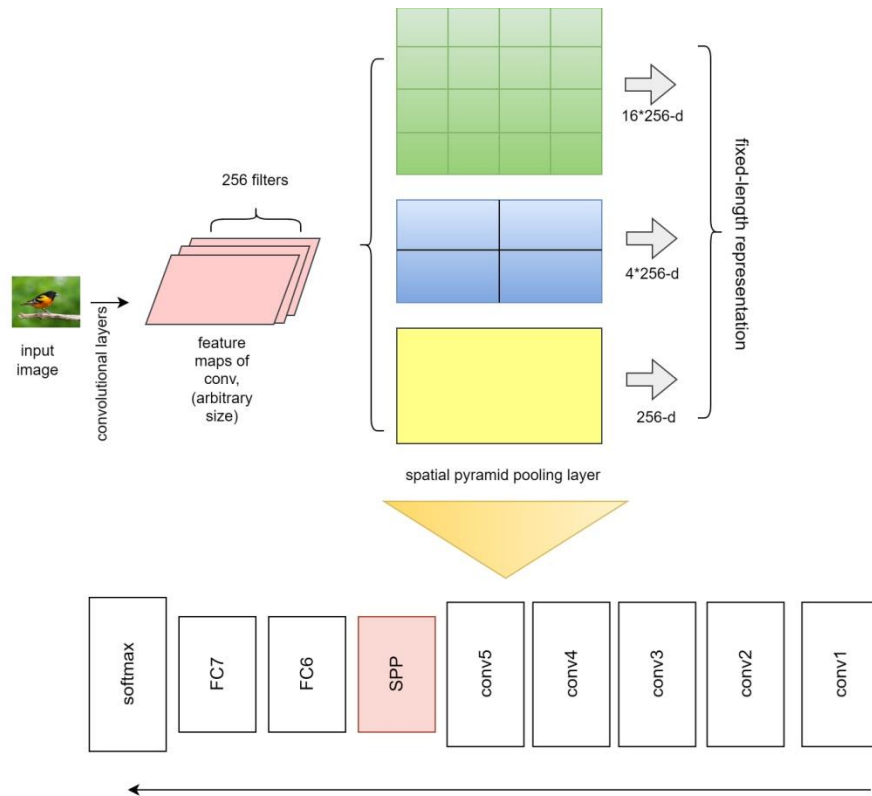 16*256-d
256 filters
fixed-length representation
4*256-d
input
image
convolutional layers
feature
maps of
conv,
(arbitrary
size)
256-d
spatial pyramid pooling layer
softmax
FC7
FC6
SPP
conv5
conv4
conv3
conv2
conv1